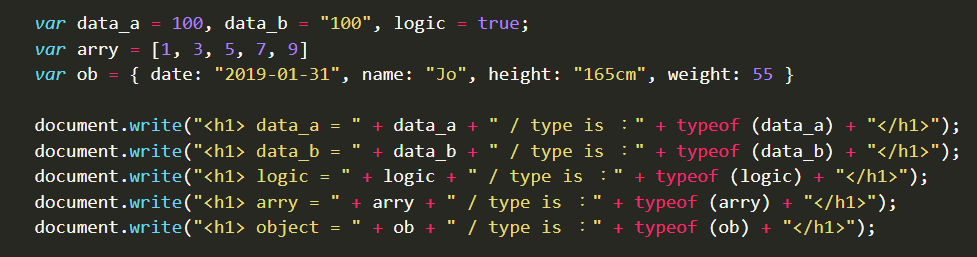 var data_a = 100, data_b = "100", logic = true;
var arry = [1, 3, 5, 7, 9]
var ob = { date: "2019-01-31", name: "Jo", height: "165cm", weight: 55 }
document.write("<h1> data_a = " + data_a + " / type is ：" + typeof (data_a) + "</h1>");
document.write("<h1> data_b = " + data_b + " / type is ：" + typeof (data_b) + "</h1>");
document.write("<h1> logic = " + logic + " / type is ：" + typeof (logic) + "</h1>");
document.write("<h1> arry = " + arry + " / type is ：" + typeof (arry) + "</h1>");
document.write("<h1> object = " + ob + " / type is ：" + typeof (ob) + "</h1>");